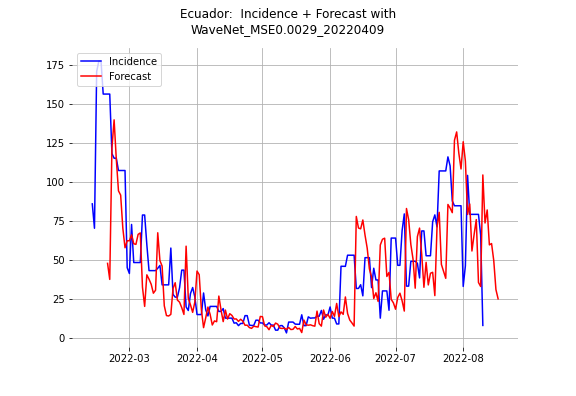 Ecuador:  Incidence + Forecast with
WaveNet_MSE0.0029_20220409
Incidence
Forecast
175
150
125
100
75
50
25
0
2022-03 2022-04 2022-05 2022-06 2022-07 2022-08